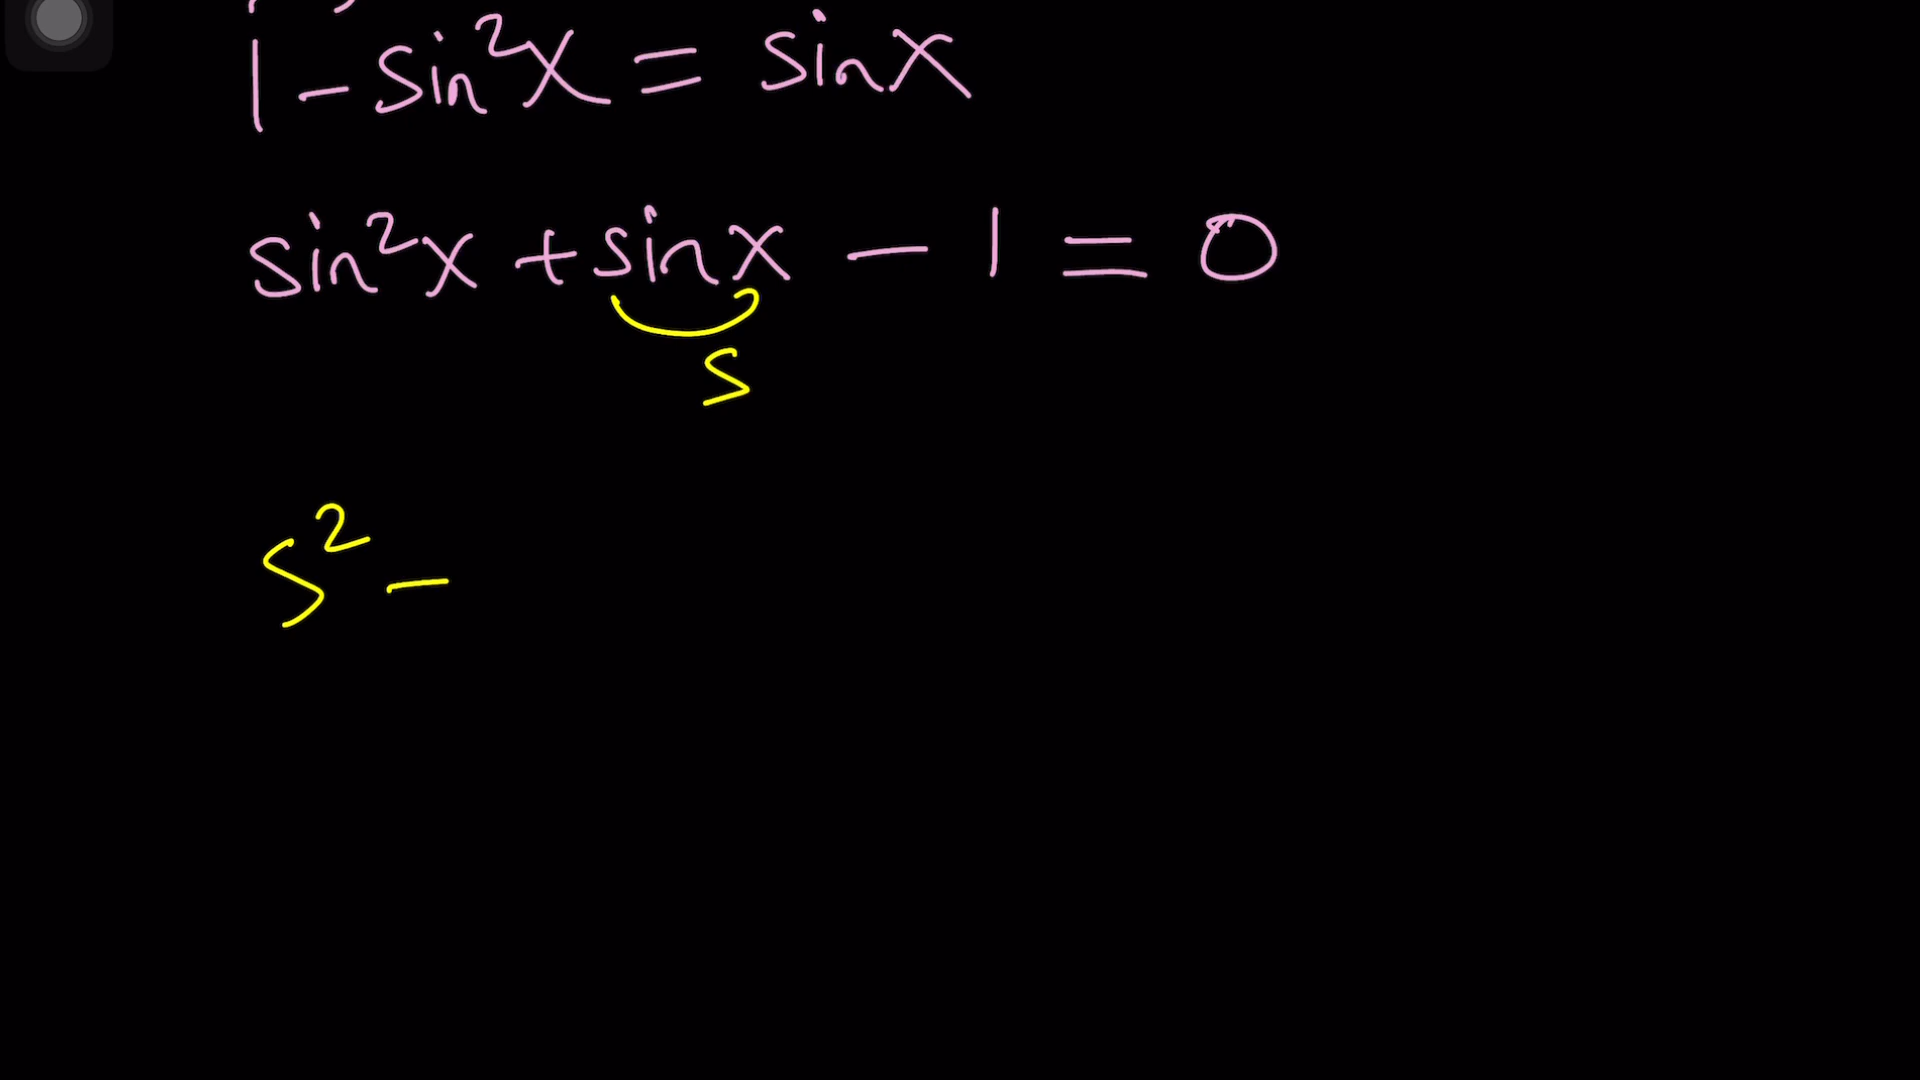 1 - sin²x = sinx
sin²x + sinx - 1 = 0
S
S² -